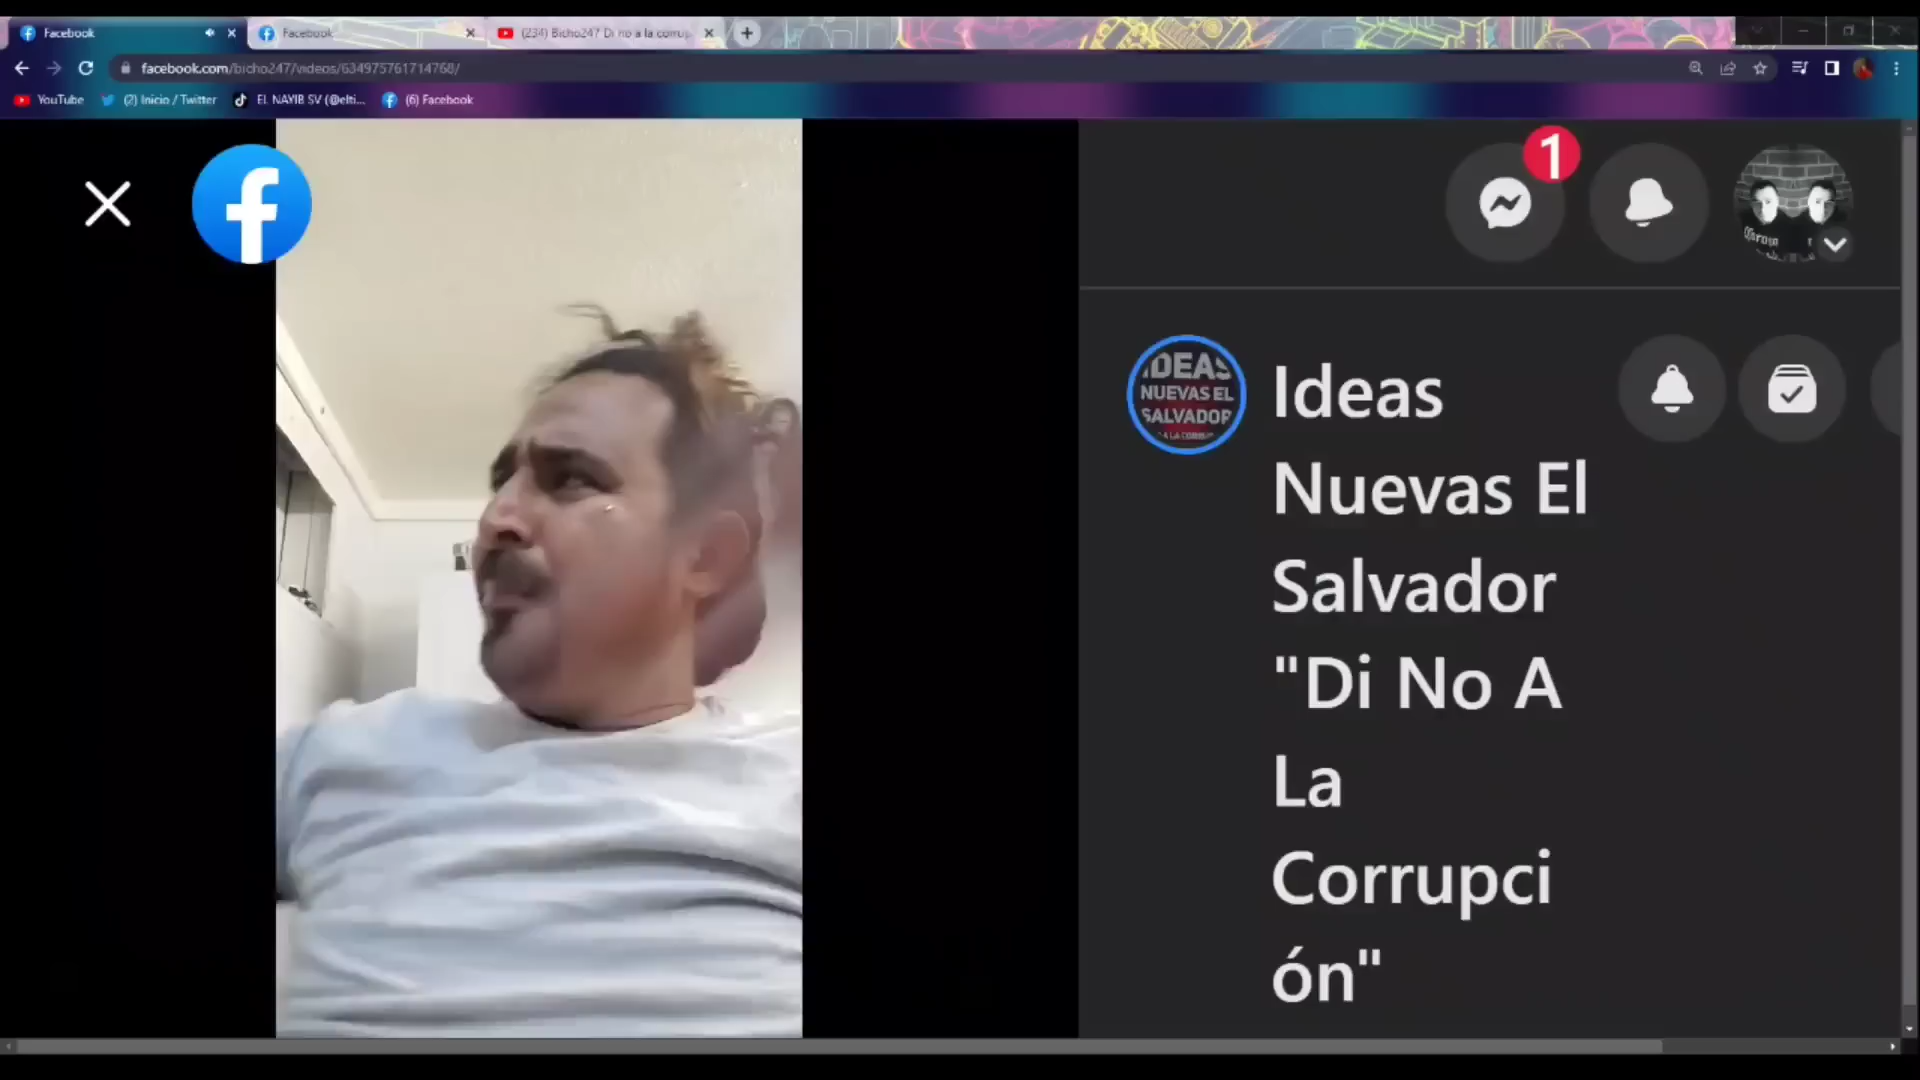 Facebook
Facebook
(234) Bicho247 Di no a la corrup
facebook.com/bicho247/videos/634975761714768/
YouTube
(2) Inicio / Twitter
EL NAYIB SV (@elti...
(6) Facebook
1
IDEAS
NUEVAS EL
SALVADOR
Ideas
Nuevas El
Salvador
"Di No A
La
Corrupci
ón"